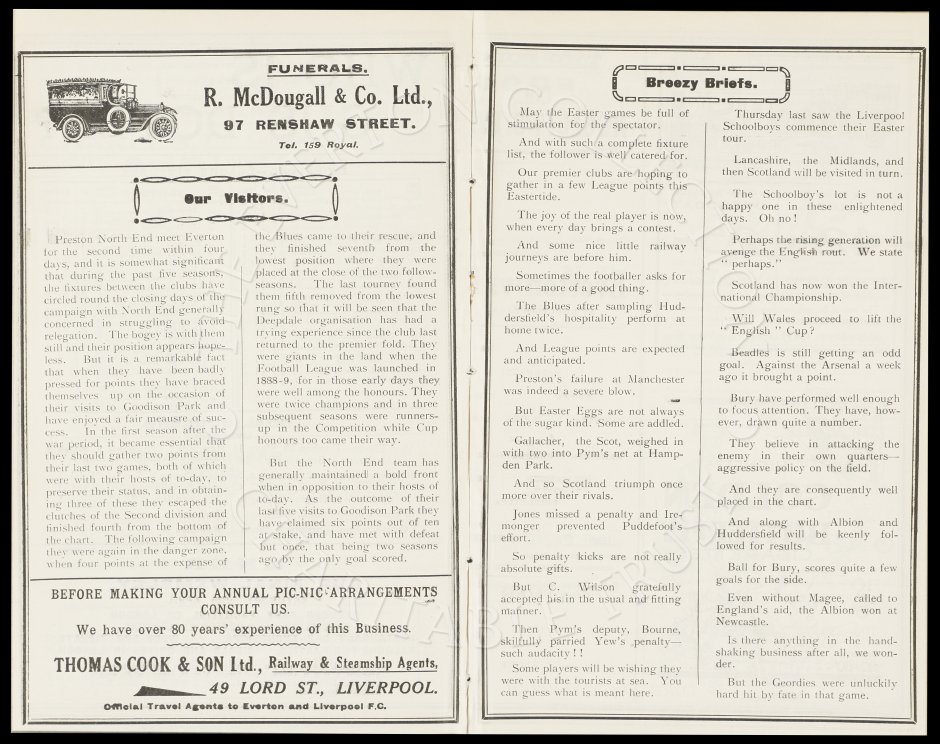 FUNERALS.
R. McDougall & Co. Ltd.,
97 RENSHAW STREET.
Tel. 159 Royal.
Our Visitors.
Preston North End meet Everton
for the second time within four
days, and it is somewhat significant
that during the past five seasons,
the fixtures between the clubs have
circled round the closing days of the
campaign with North End generally
concerned in struggling to avoid
relegation. The bogey is with them
still and their position appears hope-
less. But it is a remarkable fact
that when they have been badly
pressed for points they have braced
themselves up on the occasion of
their visits to Goodison Park and
have enjoyed a fair meausre of suc-
cess. In the first season after the
war period, it became essential that
they should gather two points from
their last two games, both of which
were with their hosts of to-day, to
preserve their status, and in obtain-
ing three of these they escaped the
clutches of the Second division and
finished fourth from the bottom of
the chart. The following campaign
they were again in the danger zone,
when four points at the expense of
the Blues came to their rescue, and
they finished seventh from the
lowest position where they were
placed at the close of the two follow-
seasons. The last tourney found
them fifth removed from the lowest
rung so that it will be seen that the
Deepdale organisation has had a
trying experience since the club last
returned to the premier fold. They
were giants in the land when the
Football League was launched in
1888-9, for in those early days they
were well among the honours. They
were twice champions and in three
subsequent seasons were runners-
up in the Competition while Cup
honours too came their way.
But the North End team has
generally maintained a bold front
when in opposition to their hosts of
to-day. As the outcome of their
last five visits to Goodison Park they
have claimed six points out of ten
at stake, and have met with defeat
but once, that being two seasons
ago by the only goal scored.
BEFORE MAKING YOUR ANNUAL PIC-NIC ARRANGEMENTS
CONSULT US.
We have over 80 years' experience of this Business.
THOMAS COOK & SON Ltd., Railway & Steamship Agents,
49 LORD ST., LIVERPOOL.
Official Travel Agents to Everton and Liverpool F.C.
Breezy Briefs.
May the Easter games be full of
stimulation for the spectator.
And with such a complete fixture
list, the follower is well catered for.
Our premier clubs are hoping to
gather in a few League points this
Eastertide.
The joy of the real player is now,
when every day brings a contest.
And some nice little railway
journeys are before him.
Sometimes the footballer asks for
more—more of a good thing.
The Blues after sampling Hud-
dersfield's hospitality perform at
home twice.
And League points are expected
and anticipated.
Preston's failure at Manchester
was indeed a severe blow.
But Easter Eggs are not always
of the sugar kind. Some are addled.
Gallacher, the Scot, weighed in
with two into Pym's net at Hamp-
den Park.
And so Scotland triumph once
more over their rivals.
Jones missed a penalty and Ire-
monger prevented Puddefoot's
effort.
So penalty kicks are not really
absolute gifts.
But C. Wilson gratefully
accepted his in the usual and fitting
manner.
Then Pym's deputy, Bourne,
skilfully parried Yew's penalty—
such audacity ! !
Some players will be wishing they
were with the tourists at sea. You
can guess what is meant here.
Thursday last saw the Liverpool
Schoolboys commence their Easter
tour.
Lancashire, the Midlands, and
then Scotland will be visited in turn.
The Schoolboy's lot is not a
happy one in these enlightened
days. Oh no !
Perhaps the rising generation will
avenge the English rout. We state
" perhaps."
Scotland has now won the Inter-
national Championship.
Will Wales proceed to lift the
" English " Cup ?
Beadles is still getting an odd
goal. Against the Arsenal a week
ago it brought a point.
Bury have performed well enough
to focus attention. They have, how-
ever, drawn quite a number.
They believe in attacking the
enemy in their own quarters—
aggressive policy on the field.
And they are consequently well
placed in the chart.
And along with Albion and
Huddersfield will be keenly fol-
lowed for results.
Ball for Bury, scores quite a few
goals for the side.
Even without Magee, called to
England's aid, the Albion won at
Newcastle.
Is there anything in the hand-
shaking business after all, we won-
der.
But the Geordies were unluckily
hard hit by fate in that game.